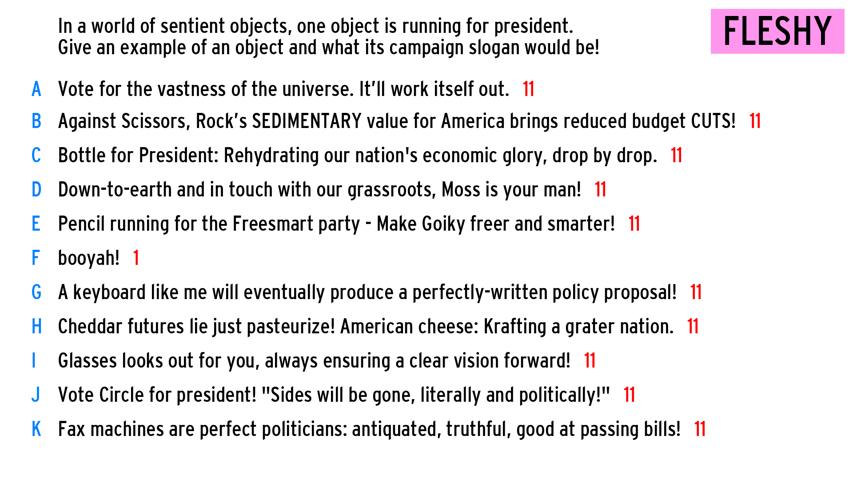 In a world of sentient objects, one object is running for president.
Give an example of an object and what its campaign slogan would be!
FLESHY
A Vote for the vastness of the universe. It'll work itself out. 11
B Against Scissors, Rock's SEDIMENTARY value for America brings reduced budget CUTS! 11
C Bottle for President: Rehydrating our nation's economic glory, drop by drop. 11
D Down-to-earth and in touch with our grassroots, Moss is your man! 11
E Pencil running for the Freesmart party - Make Goiky freer and smarter! 11
F booyah! 1
G A keyboard like me will eventually produce a perfectly-written policy proposal! 11
H Cheddar futures lie just pasteurize! American cheese: Krafting a grater nation. 11
I Glasses looks out for you, always ensuring a clear vision forward! 11
J Vote Circle for president! "Sides will be gone, literally and politically!" 11
K Fax machines are perfect politicians: antiquated, truthful, good at passing bills! 11